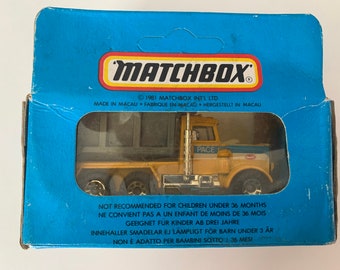 MATCHBOX
© 1981 MATCHBOX INT'L LTD.
MADE IN MACAU • FABRIQUÉ EN MACAU • HERGESTELLT IN MACAU
PACE
NOT RECOMMENDED FOR CHILDREN UNDER 36 MONTHS
NE CONVIENT PAS A UN ENFANT DE MOINS DE 36 MOIS
GEEIGNET FÜR KINDER AB DREI JAHRE
INNEHALLER SMADELAR EJ LÄMPLIGT FÖR BARN UNDER 3 ÅR
NON È ADATTO PER BAMBINI SOTTO I 36 MESI